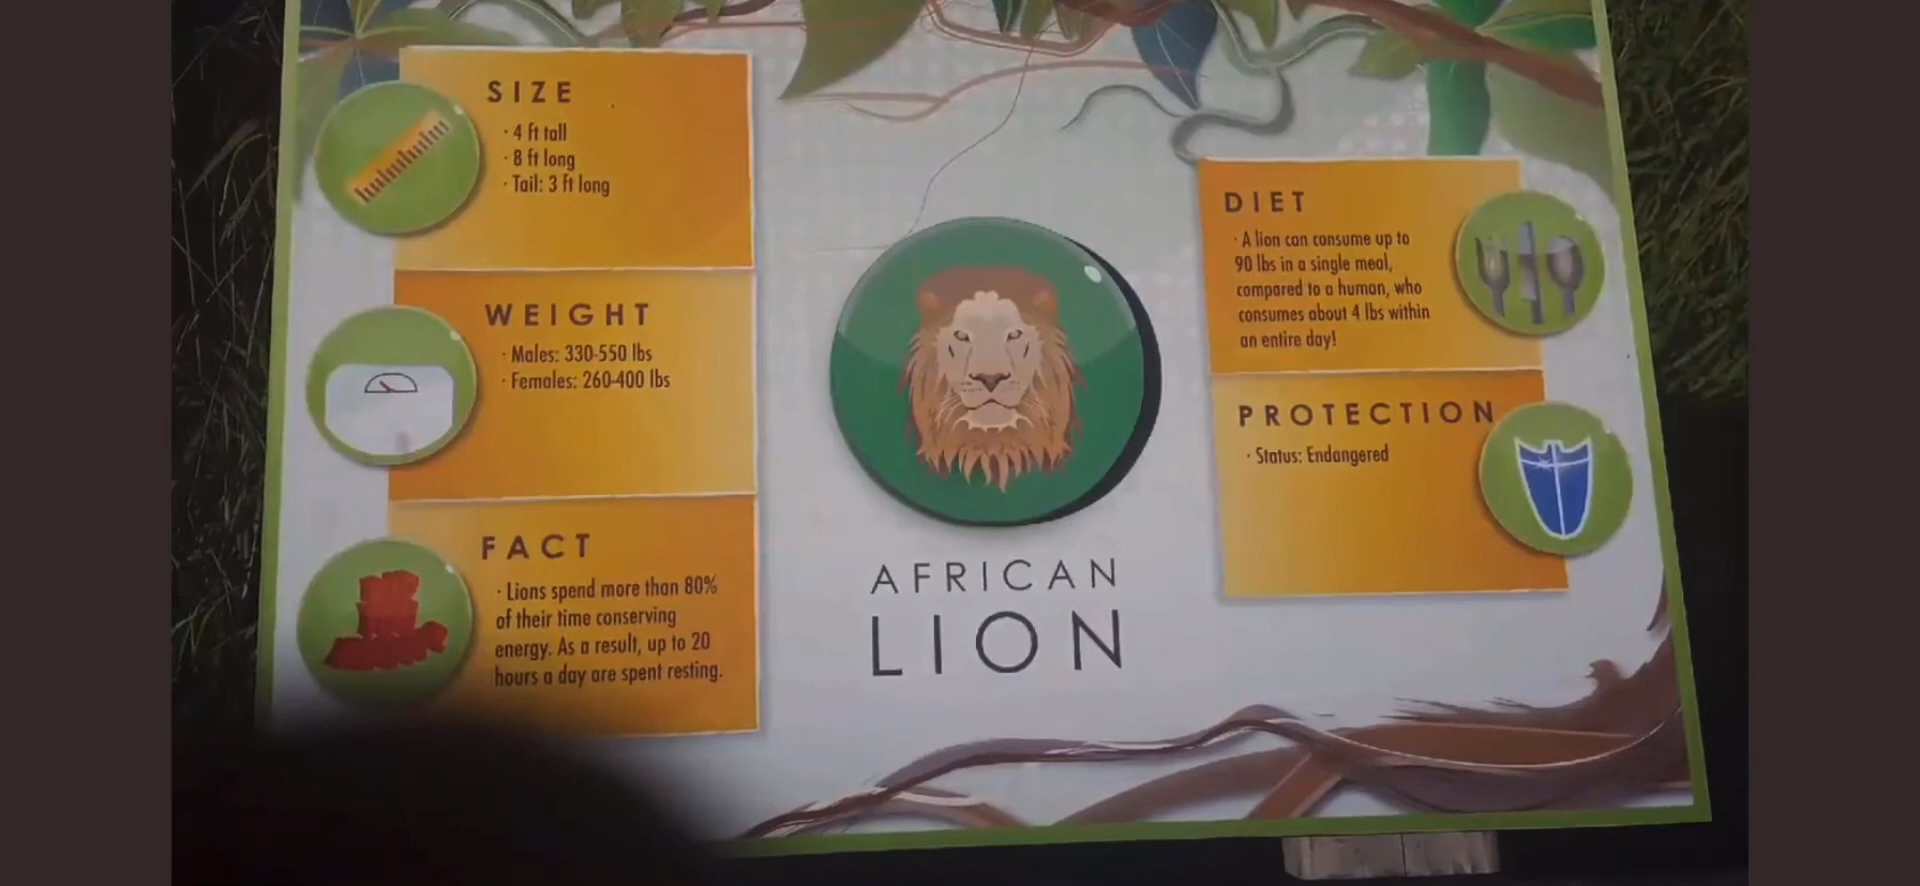 SIZE
· 4 ft tall
· 8 ft long
· Tail: 3 ft long
WEIGHT
· Males: 330-550 lbs
· Females: 260-400 lbs
FACT
· Lions spend more than 80%
of their time conserving
energy. As a result, up to 20
hours a day are spent resting.
AFRICAN
LION
DIET
· A lion can consume up to
90 lbs in a single meal,
compared to a human, who
consumes about 4 lbs within
an entire day!
PROTECTION
· Status: Endangered